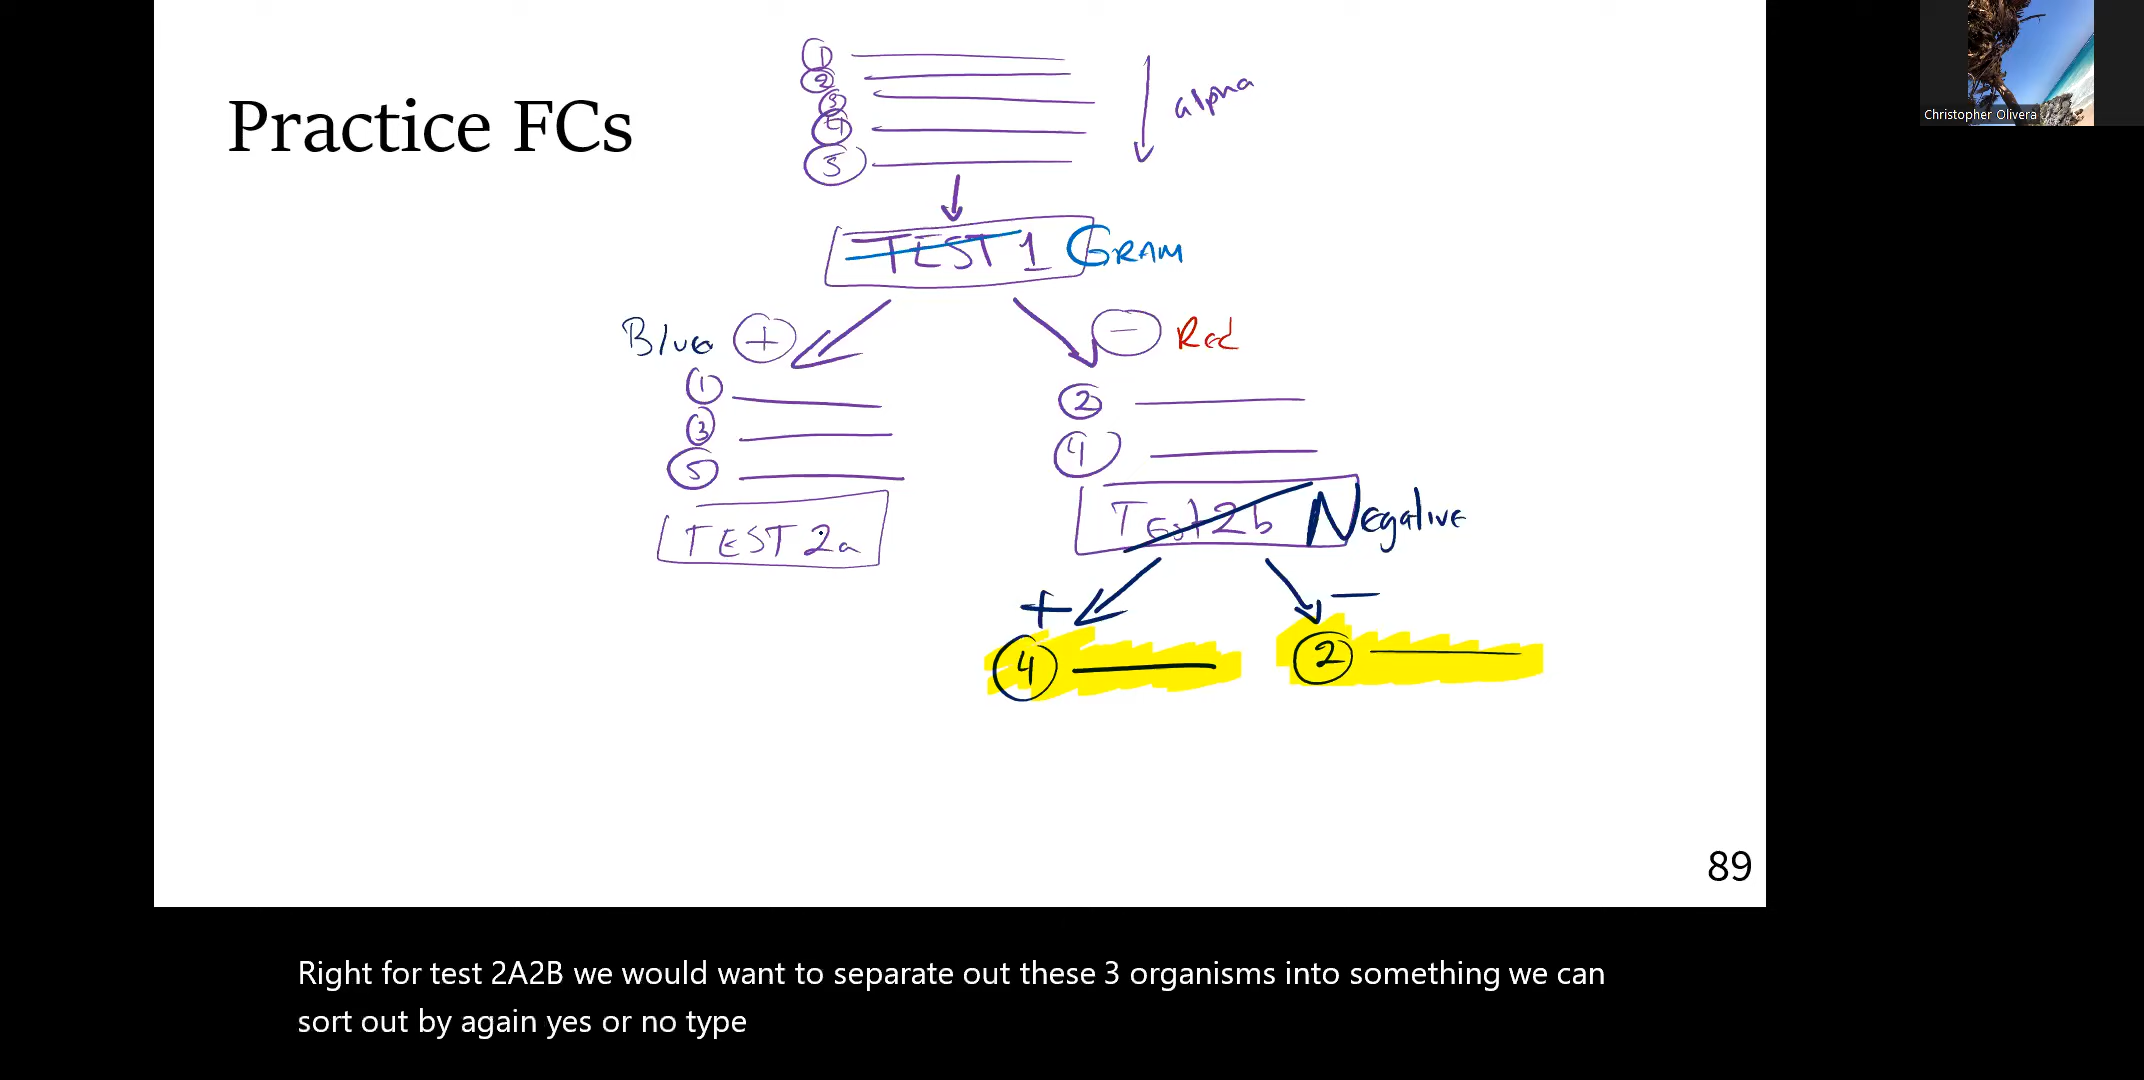 Practice FCs
1
2
3
4
5
alpha
TEST 1 GRAM
Blue +
- Red
1
3
5
2
4
TEST 2a
Test 2b Negative
+
-
4
2
89
Christopher Olivera
Right for test 2A2B we would want to separate out these 3 organisms into something we can
sort out by again yes or no type